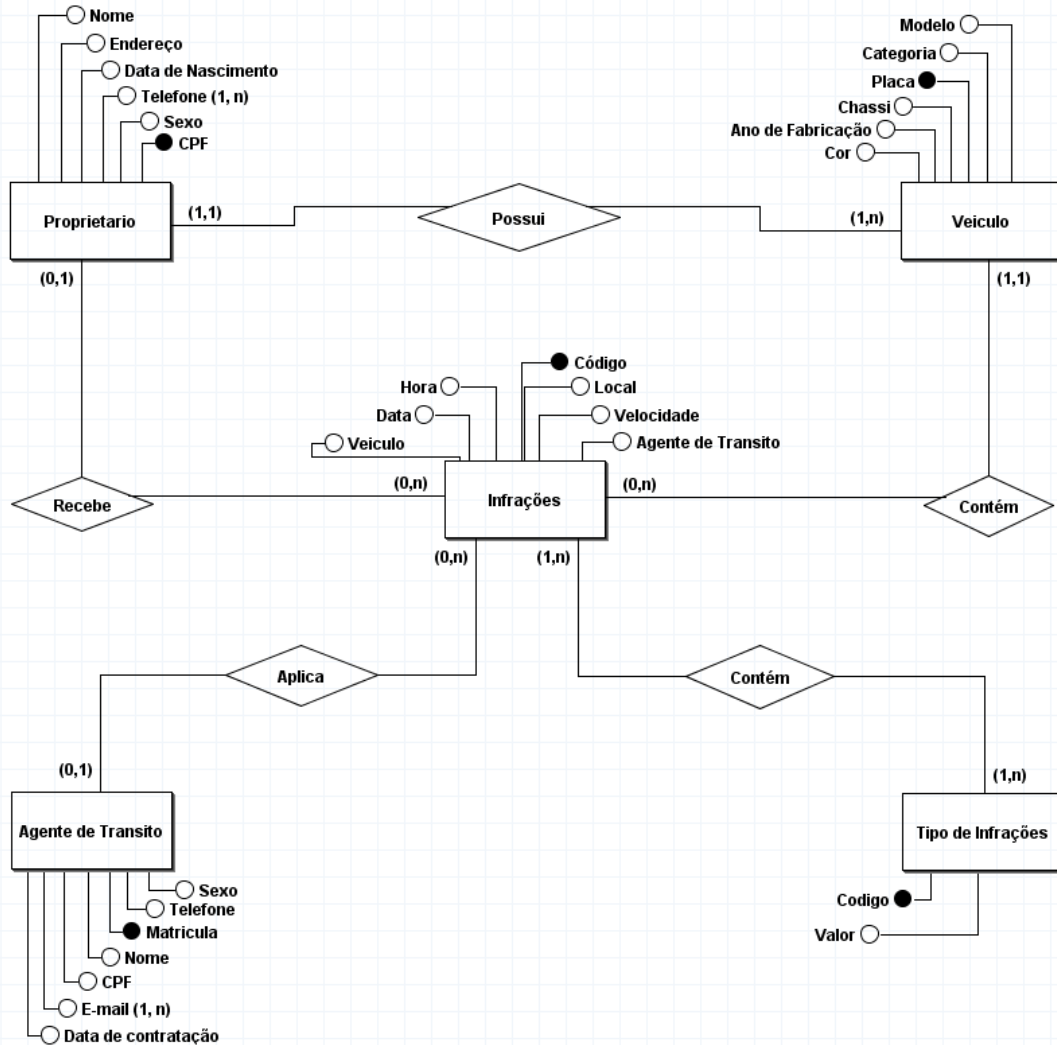 Nome
Endereço
Data de Nascimento
Telefone (1, n)
Sexo
CPF
Modelo
Categoria
Placa
Chassi
Ano de Fabricação
Cor
Proprietario
(1,1)
Possui
(1,n)
Veiculo
(0,1)
(1,1)
Código
Hora
Local
Data
Velocidade
Veiculo
Agente de Transito
(0,n)
Infrações
(0,n)
Recebe
Contém
(0,n)
(1,n)
Aplica
Contém
(0,1)
(1,n)
Agente de Transito
Tipo de Infrações
Sexo
Telefone
Matricula
Nome
CPF
E-mail (1, n)
Data de contratação
Codigo
Valor